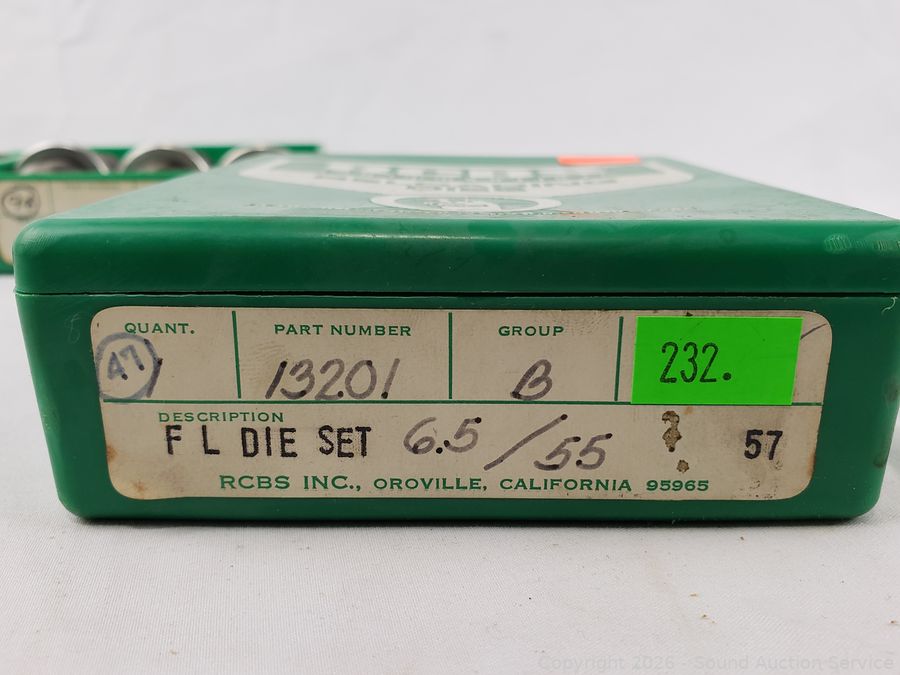 QUANT. PART NUMBER GROUP
47 1 13201 B 232.
DESCRIPTION
F L DIE SET 6.5/55 57
RCBS INC., OROVILLE, CALIFORNIA 95965
Copyright 2026 - Sound Auction Service